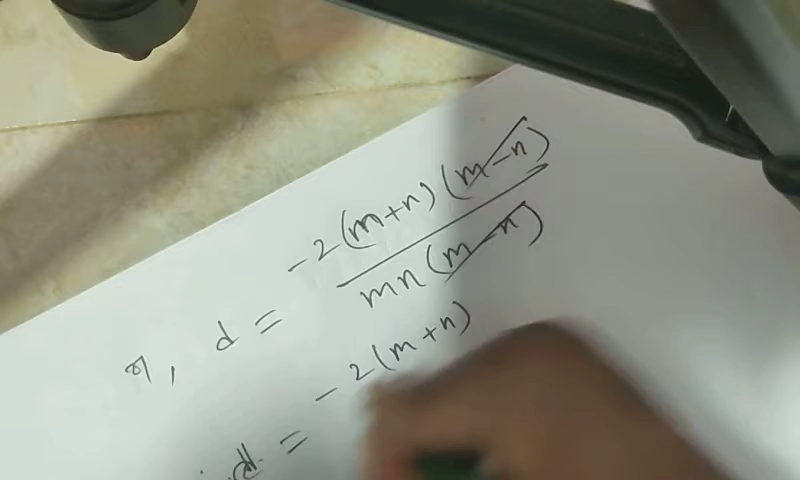 বা, d = -2(m+n)(m-n) / mn(m-n)
d = -2(m+n)